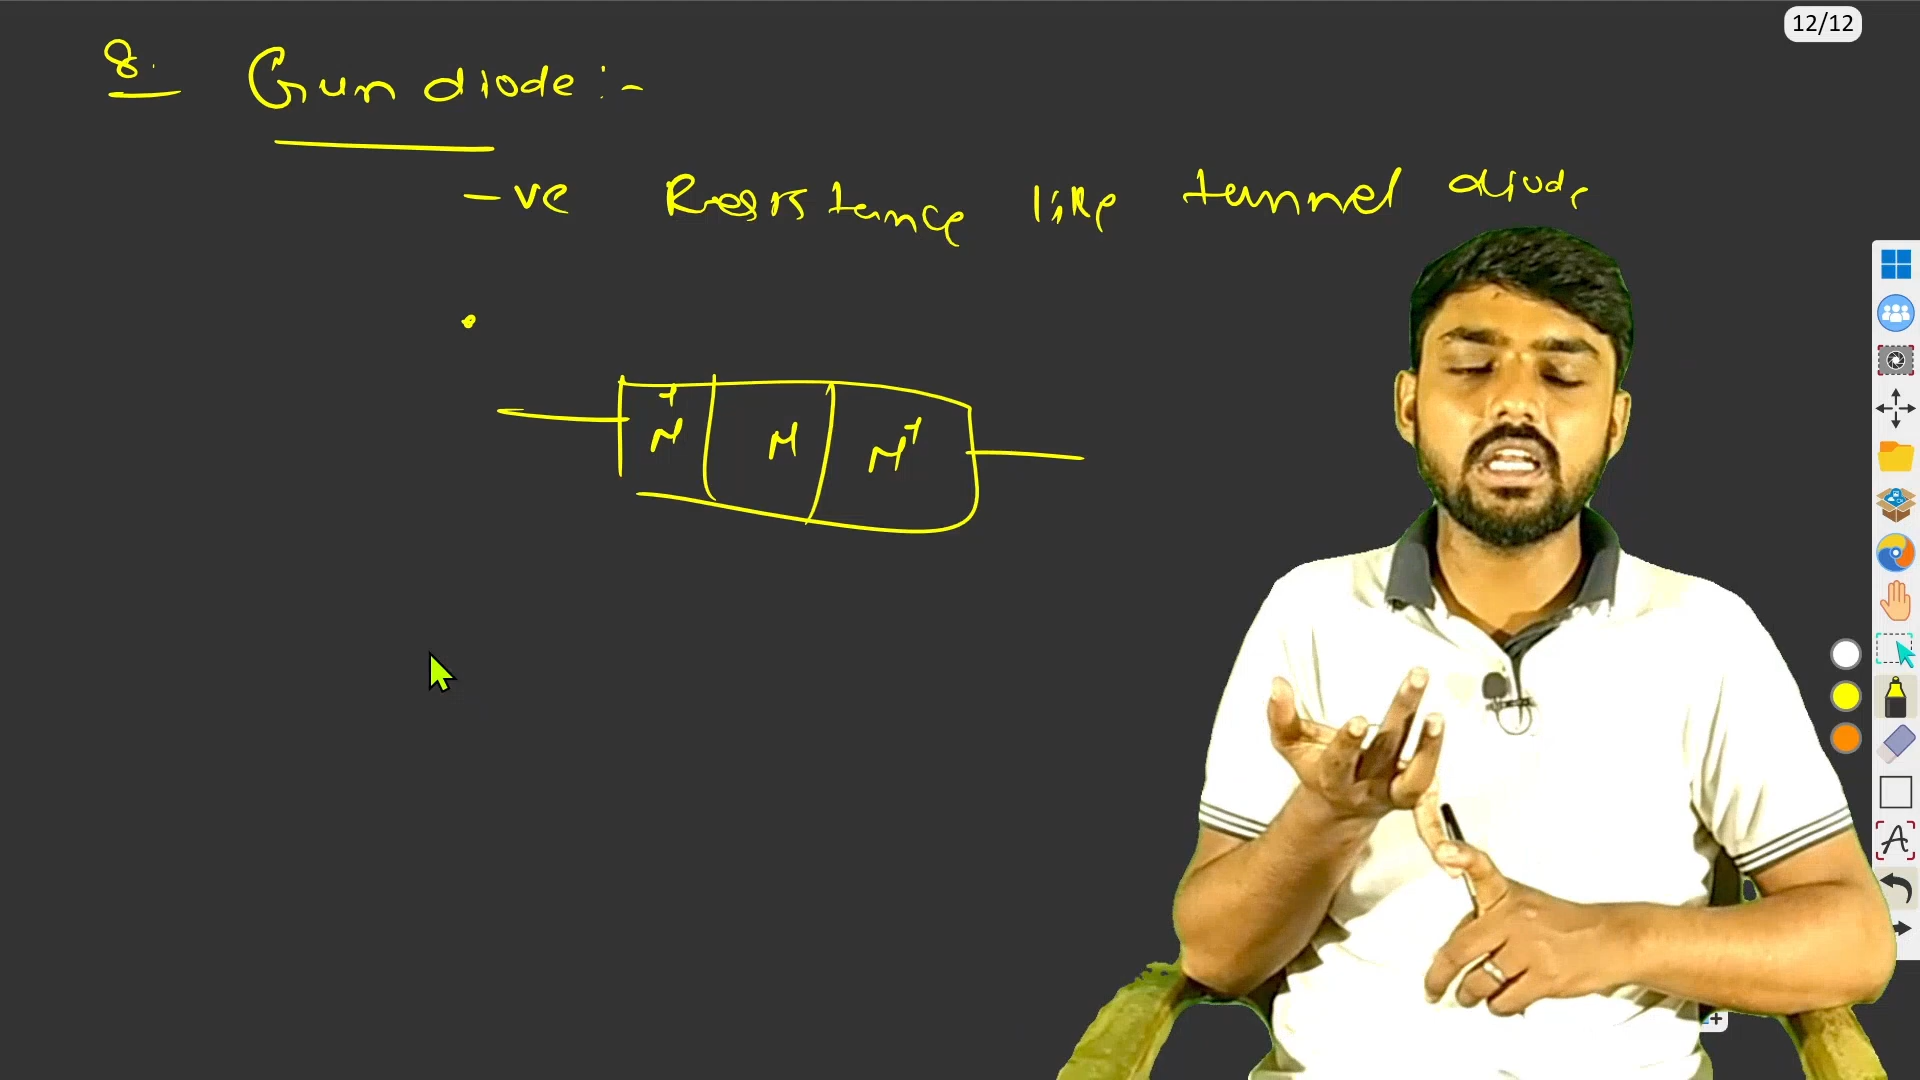 12/12
8. Gun diode :-
-ve Resistance like tunnel diode
N+ N N+